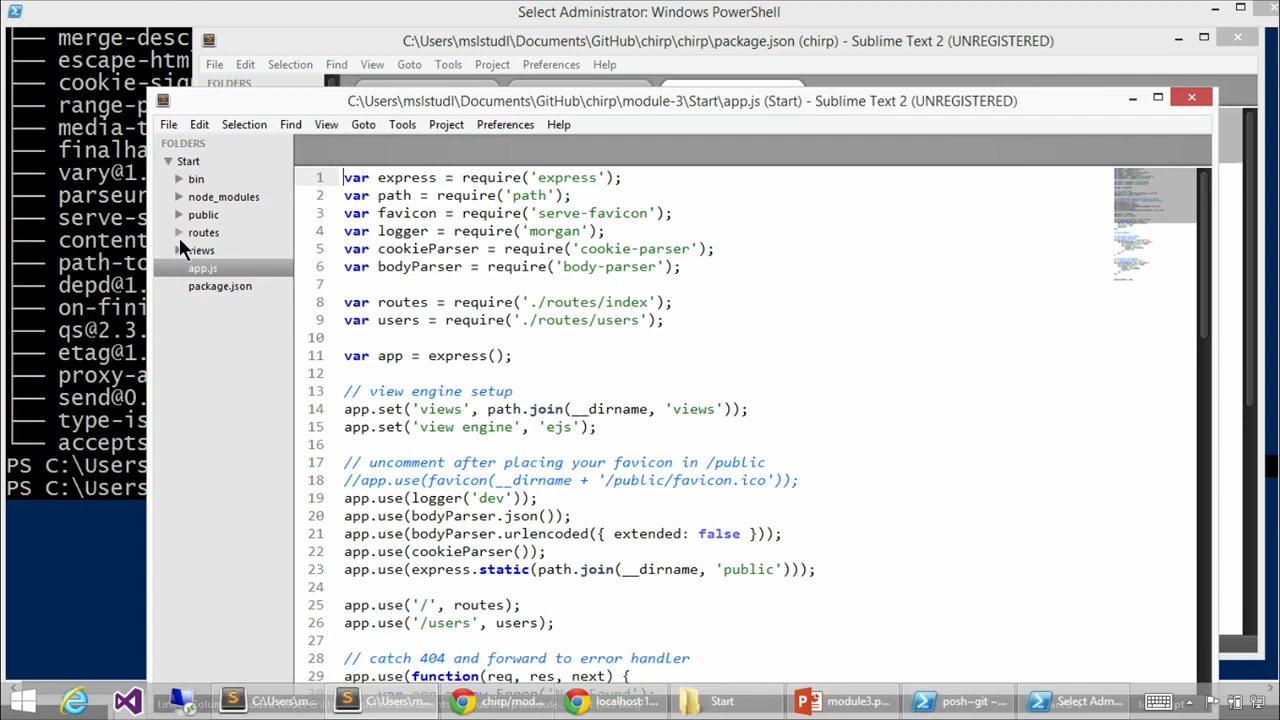 Select Administrator: Windows PowerShell
merge-desc
escape-htm
cookie-sig
range-p
media-t
finalha
vary@1.
parseur
serve-s
content
path-to
depd@1.
on-fini
qs@2.3.
etag@1.
proxy-a
send@0.
type-is
accepts
PS C:\Users
PS C:\Users
C:\Users\mslstudl\Documents\GitHub\chirp\chirp\package.json (chirp) - Sublime Text 2 (UNREGISTERED)
File Edit Selection Find View Goto Tools Project Preferences Help
FOLDERS
C:\Users\mslstudl\Documents\GitHub\chirp\module-3\Start\app.js (Start) - Sublime Text 2 (UNREGISTERED)
File Edit Selection Find View Goto Tools Project Preferences Help
FOLDERS
Start
bin
node_modules
public
routes
iews
app.js
package.json
1 var express = require('express');
2 var path = require('path');
3 var favicon = require('serve-favicon');
4 var logger = require('morgan');
5 var cookieParser = require('cookie-parser');
6 var bodyParser = require('body-parser');
7
8 var routes = require('./routes/index');
9 var users = require('./routes/users');
10
11 var app = express();
12
13 // view engine setup
14 app.set('views', path.join(__dirname, 'views'));
15 app.set('view engine', 'ejs');
16
17 // uncomment after placing your favicon in /public
18 //app.use(favicon(__dirname + '/public/favicon.ico'));
19 app.use(logger('dev'));
20 app.use(bodyParser.json());
21 app.use(bodyParser.urlencoded({ extended: false }));
22 app.use(cookieParser());
23 app.use(express.static(path.join(__dirname, 'public')));
24
25 app.use('/', routes);
26 app.use('/users', users);
27
28 // catch 404 and forward to error handler
29 app.use(function(req, res, next) {
C:\Users\m... C:\Users\m... chirp/mod... localhost:1... Start module3.p... posh~git ~... Select Adm...